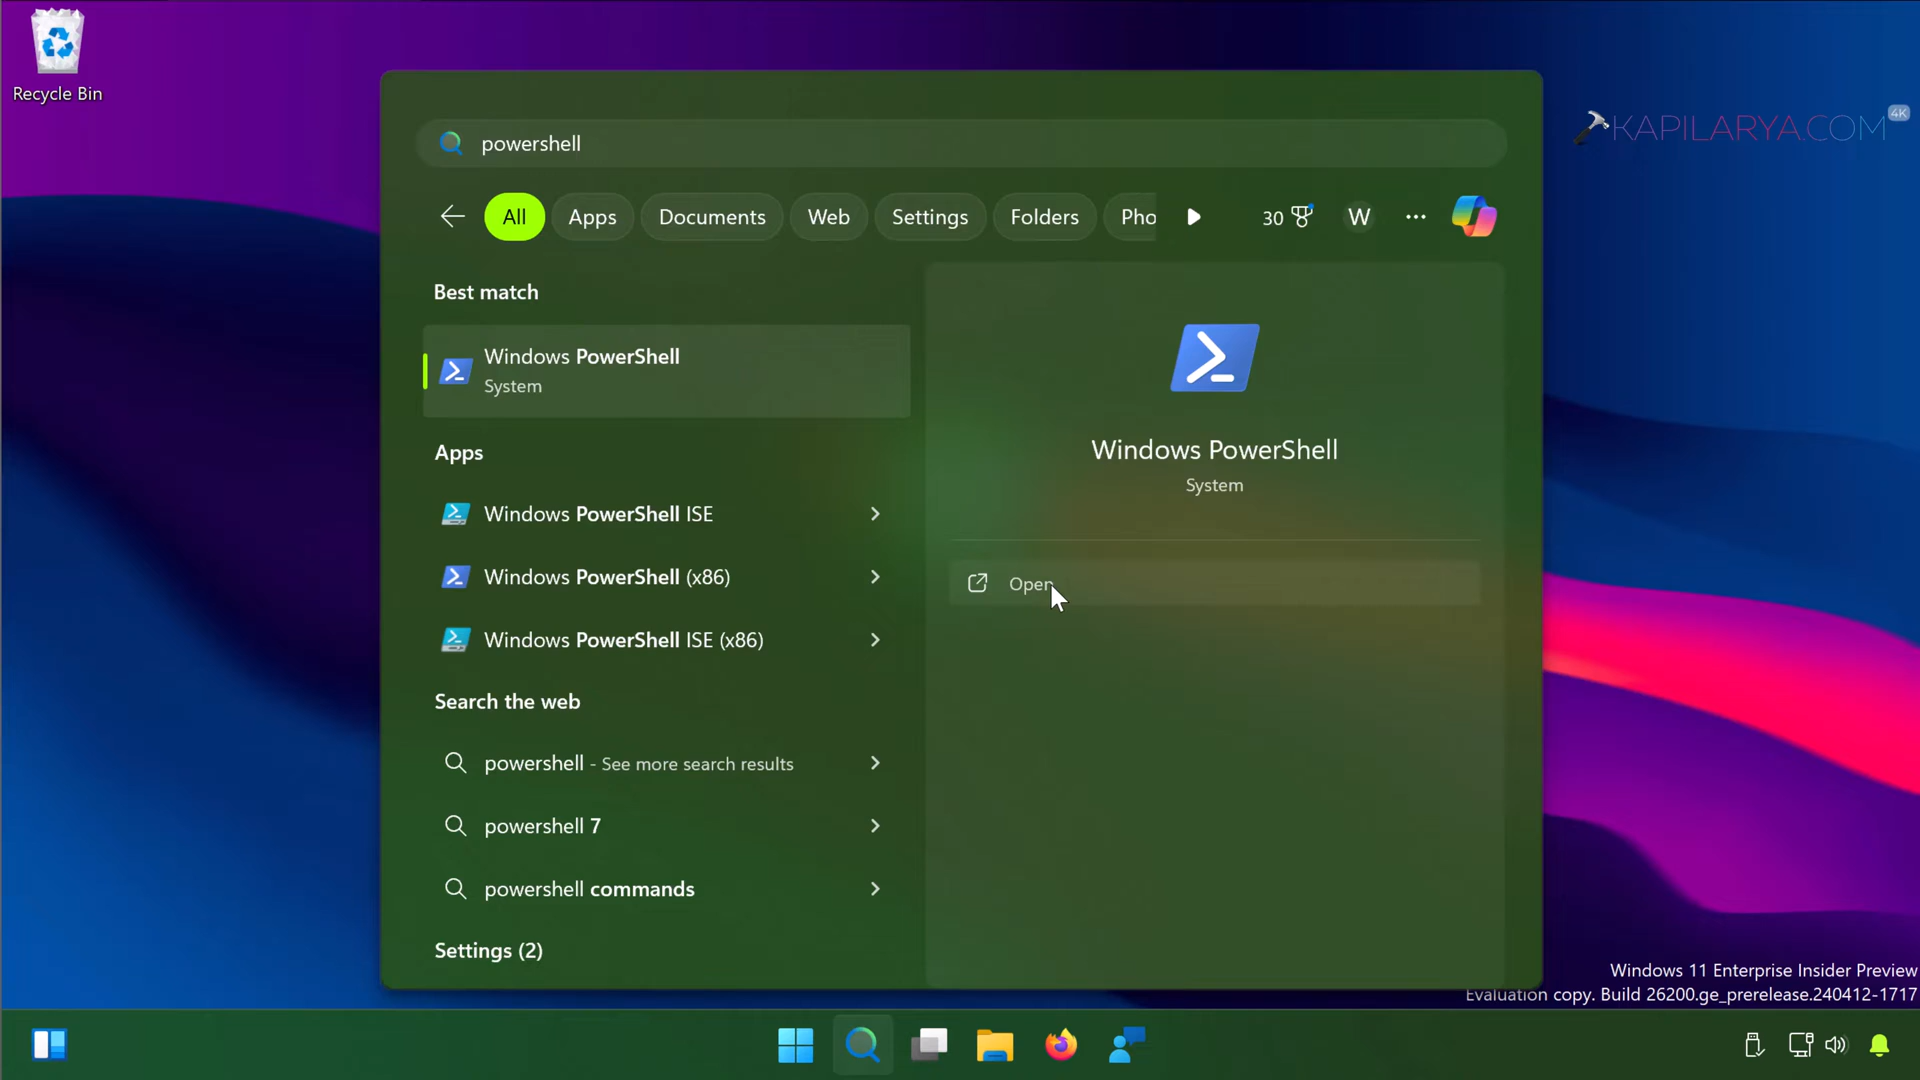 Recycle Bin
KAPILARYA.COM
4K
powershell
All
Apps
Documents
Web
Settings
Folders
Pho
30
W
Best match
Windows PowerShell
System
Apps
Windows PowerShell ISE
Windows PowerShell (x86)
Windows PowerShell ISE (x86)
Search the web
powershell - See more search results
powershell 7
powershell commands
Settings (2)
Windows PowerShell
System
Open
Windows 11 Enterprise Insider Preview
Evaluation copy. Build 26200.ge_prerelease.240412-1717